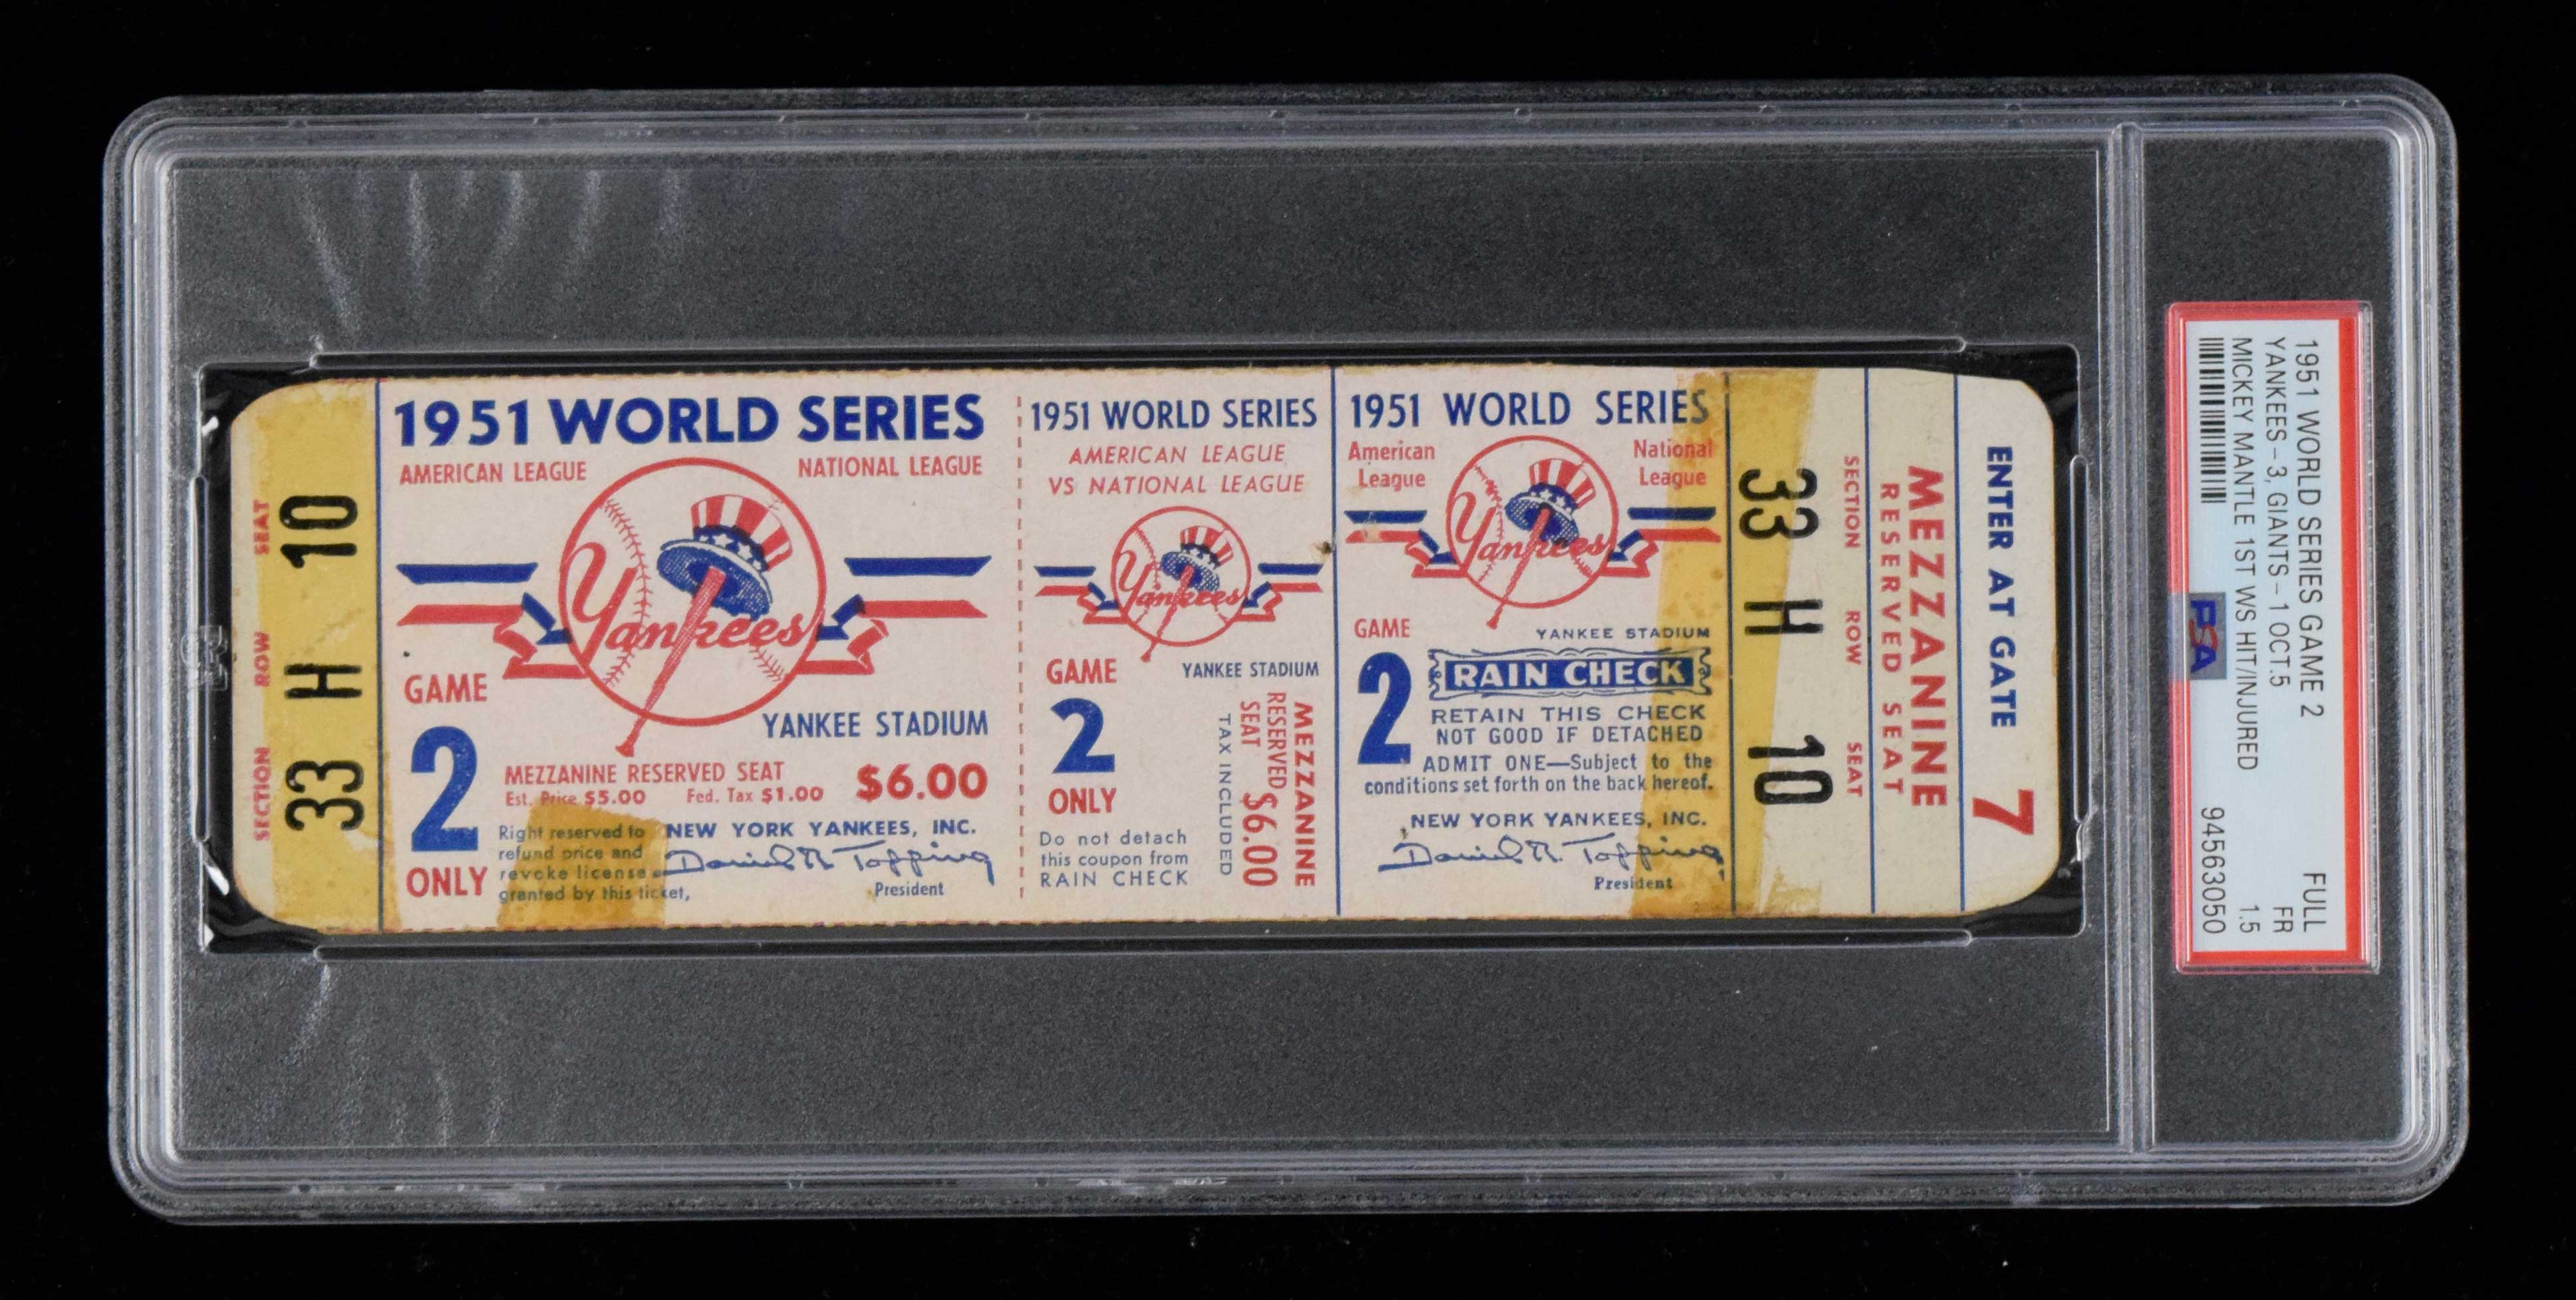 SEAT ROW SECTION
10 H 33
1951 WORLD SERIES
AMERICAN LEAGUE
NATIONAL LEAGUE
Yankees
GAME
2
ONLY
YANKEE STADIUM
MEZZANINE RESERVED SEAT
Est. Price $5.00 Fed. Tax $1.00
$6.00
Right reserved to
refund price and
revoke license
granted by this ticket,
NEW YORK YANKEES, INC.
Daniel R. Topping
President
1951 WORLD SERIES
AMERICAN LEAGUE
VS NATIONAL LEAGUE
Yankees
GAME
2
ONLY
YANKEE STADIUM
MEZZANINE
RESERVED
SEAT
$6.00
TAX INCLUDED
Do not detach
this coupon from
RAIN CHECK
1951 WORLD SERIES
American
League
National
League
Yankees
GAME
2
YANKEE STADIUM
RAIN CHECK
RETAIN THIS CHECK
NOT GOOD IF DETACHED
ADMIT ONE—Subject to the
conditions set forth on the back hereof.
NEW YORK YANKEES, INC.
Daniel R. Topping
President
33 H 10
SECTION ROW SEAT
MEZZANINE
RESERVED SEAT
ENTER AT GATE 7
1951 WORLD SERIES GAME 2 FULL
YANKEES-3, GIANTS-1 OCT.5 FR
MICKEY MANTLE 1ST WS HIT/INJURED 1.5
PSA
94563050